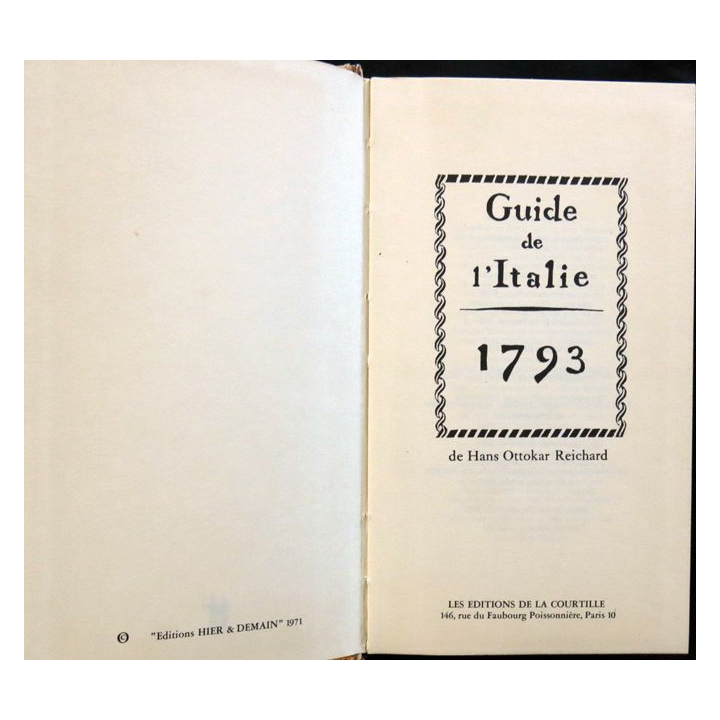 © "Editions HIER & DEMAIN" 1971
Guide
de
l'Italie
1793
de Hans Ottokar Reichard
LES EDITIONS DE LA COURTILLE
146, rue du Faubourg Poissonnière, Paris 10